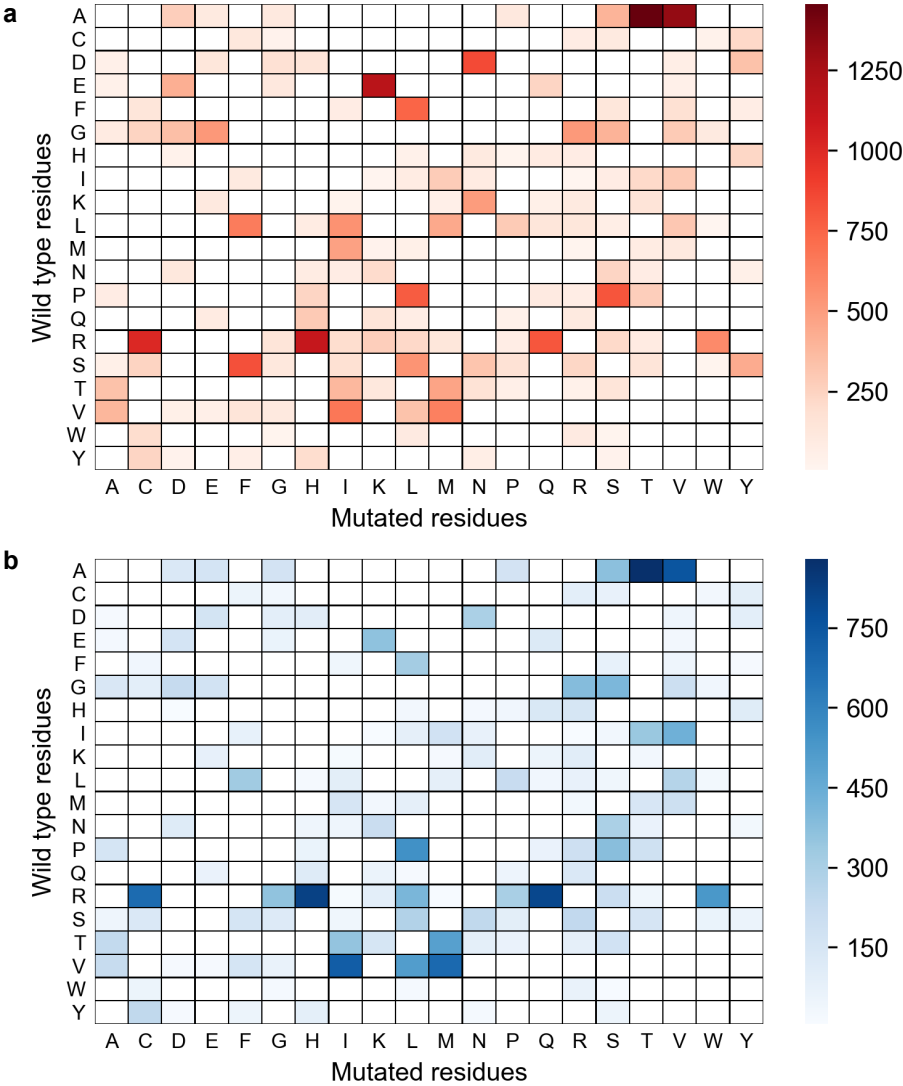 a
Wild type residues
A
C
D
E
F
G
H
I
K
L
M
N
P
Q
R
S
T
V
W
Y
A C D E F G H I K L M N P Q R S T V W Y
Mutated residues
1250
1000
750
500
250
b
Wild type residues
A
C
D
E
F
G
H
I
K
L
M
N
P
Q
R
S
T
V
W
Y
A C D E F G H I K L M N P Q R S T V W Y
Mutated residues
750
600
450
300
150